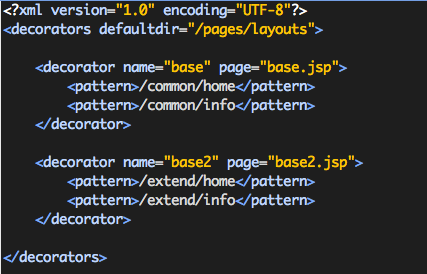 <?xml version="1.0" encoding="UTF-8"?>
<decorators defaultdir="/pages/layouts">
<decorator name="base" page="base.jsp">
<pattern>/common/home</pattern>
<pattern>/common/info</pattern>
</decorator>
<decorator name="base2" page="base2.jsp">
<pattern>/extend/home</pattern>
<pattern>/extend/info</pattern>
</decorator>
</decorators>